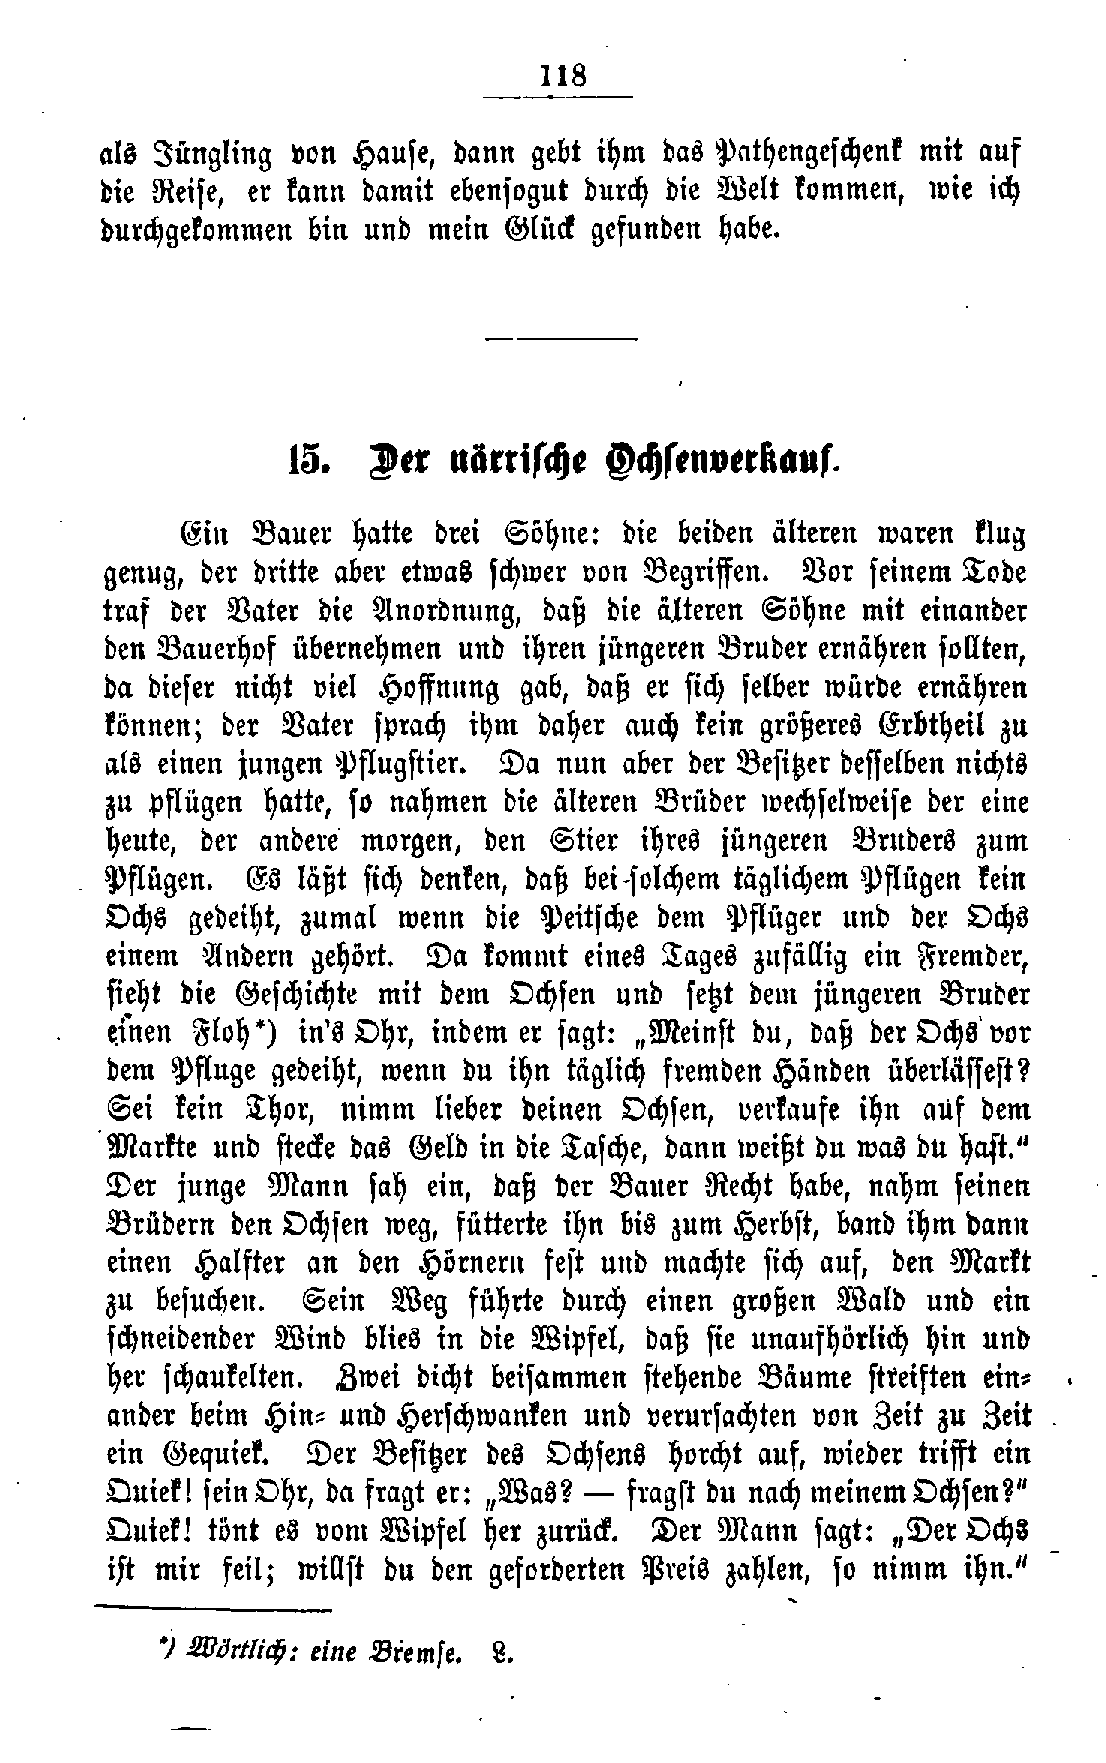 118
als Jüngling von Hause, dann gebt ihm das Pathengeschenk mit auf
die Reise, er kann damit ebensogut durch die Welt kommen, wie ich
durchgekommen bin und mein Glück gefunden habe.
15. Der närrische Ochsenverkauf.
Ein Bauer hatte drei Söhne: die beiden älteren waren klug
genug, der dritte aber etwas schwer von Begriffen. Vor seinem Tode
traf der Vater die Anordnung, daß die älteren Söhne mit einander
den Bauerhof übernehmen und ihren jüngeren Bruder ernähren sollten,
da dieser nicht viel Hoffnung gab, daß er sich selber würde ernähren
können; der Vater sprach ihm daher auch kein größeres Erbtheil zu
als einen jungen Pflugstier. Da nun aber der Besitzer desselben nichts
zu pflügen hatte, so nahmen die älteren Brüder wechselweise der eine
heute, der andere morgen, den Stier ihres jüngeren Bruders zum
Pflügen. Es läßt sich denken, daß bei solchem täglichem Pflügen kein
Ochs gedeiht, zumal wenn die Peitsche dem Pflüger und der Ochs
einem Andern gehört. Da kommt eines Tages zufällig ein Fremder,
sieht die Geschichte mit dem Ochsen und setzt dem jüngeren Bruder
einen Floh*) in's Ohr, indem er sagt: „Meinst du, daß der Ochs vor
dem Pfluge gedeiht, wenn du ihn täglich fremden Händen überlässest?
Sei kein Thor, nimm lieber deinen Ochsen, verkaufe ihn auf dem
Markte und stecke das Geld in die Tasche, dann weißt du was du hast.“
Der junge Mann sah ein, daß der Bauer Recht habe, nahm seinen
Brüdern den Ochsen weg, fütterte ihn bis zum Herbst, band ihm dann
einen Halfter an den Hörnern fest und machte sich auf, den Markt
zu besuchen. Sein Weg führte durch einen großen Wald und ein
schneidender Wind blies in die Wipfel, daß sie unaufhörlich hin und
her schaukelten. Zwei dicht beisammen stehende Bäume streiften ein-
ander beim Hin- und Herschwanken und verursachten von Zeit zu Zeit
ein Gequiek. Der Besitzer des Ochsens horcht auf, wieder trifft ein
Quiek! sein Ohr, da fragt er: „Was? — fragst du nach meinem Ochsen?“
Quiek! tönt es vom Wipfel her zurück. Der Mann sagt: „Der Ochs
ist mir feil; willst du den geforderten Preis zahlen, so nimm ihn.“
*) Wörtlich: eine Bremse. L.